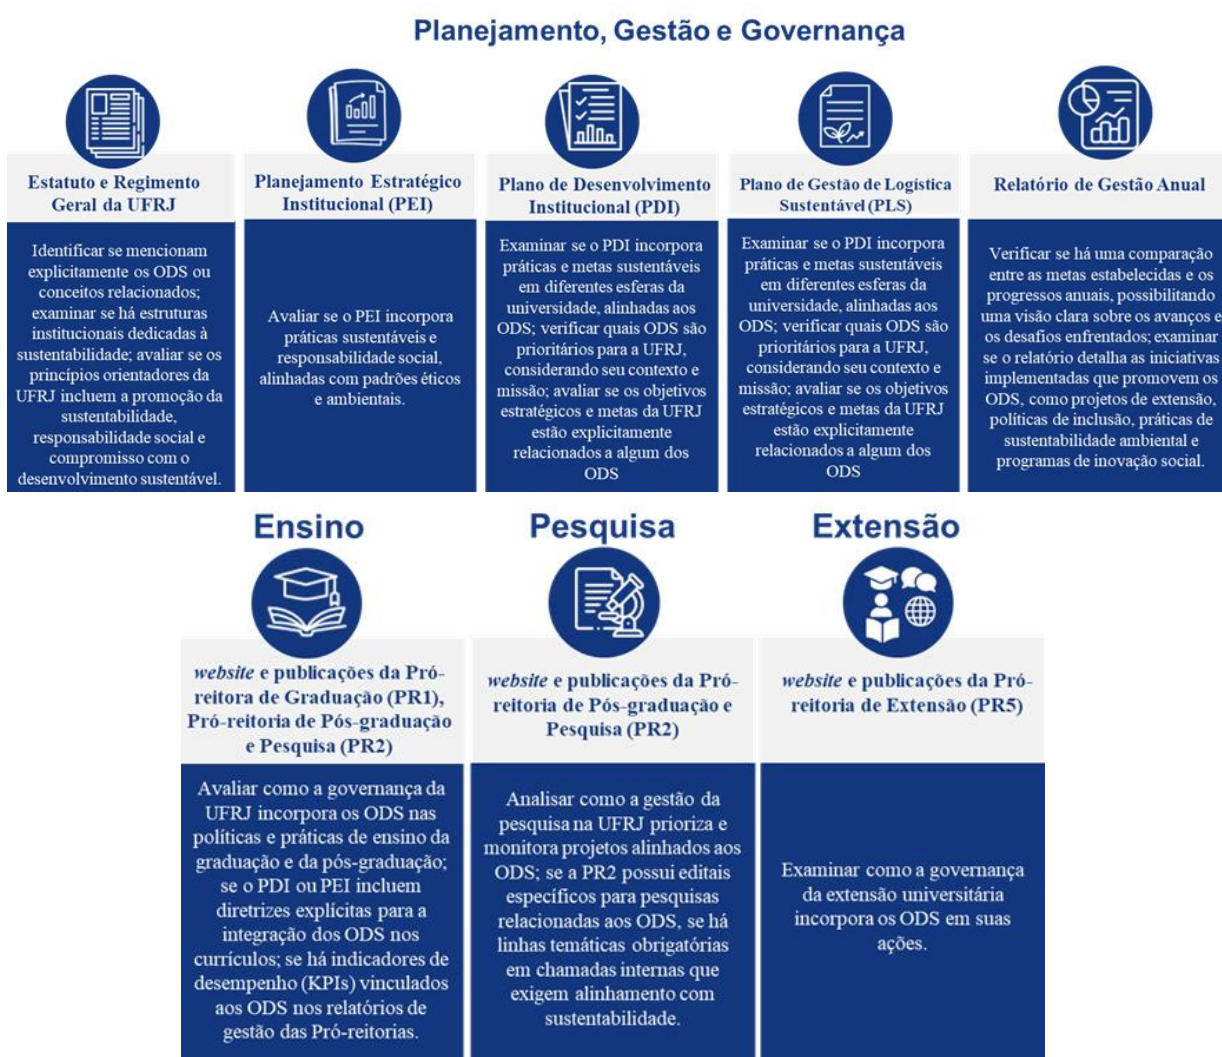 Planejamento, Gestão e Governança
Estatuto e Regimento
Geral da UFRJ
Identificar se mencionam
explicitamente os ODS ou
conceitos relacionados;
examinar se há estruturas
institucionais dedicadas à
sustentabilidade; avaliar se os
princípios orientadores da
UFRJ incluem a promoção da
sustentabilidade,
responsabilidade social e
compromisso com o
desenvolvimento sustentável.
Planejamento Estratégico
Institucional (PEI)
Avaliar se o PEI incorpora
práticas sustentáveis e
responsabilidade social,
alinhadas com padrões éticos
e ambientais.
Plano de Desenvolvimento
Institucional (PDI)
Examinar se o PDI incorpora
práticas e metas sustentáveis
em diferentes esferas da
universidade, alinhadas aos
ODS; verificar quais ODS são
prioritários para a UFRJ,
considerando seu contexto e
missão; avaliar se os objetivos
estratégicos e metas da UFRJ
estão explicitamente
relacionados a algum dos
ODS
Plano de Gestão de Logística
Sustentável (PLS)
Examinar se o PDI incorpora
práticas e metas sustentáveis
em diferentes esferas da
universidade, alinhadas aos
ODS; verificar quais ODS são
prioritários para a UFRJ,
considerando seu contexto e
missão; avaliar se os objetivos
estratégicos e metas da UFRJ
estão explicitamente
relacionados a algum dos
ODS
Relatório de Gestão Anual
Verificar se há uma comparação
entre as metas estabelecidas e os
progressos anuais, possibilitando
uma visão clara sobre os avanços e
os desafios enfrentados; examinar
se o relatório detalha as iniciativas
implementadas que promovem os
ODS, como projetos de extensão,
políticas de inclusão, práticas de
sustentabilidade ambiental e
programas de inovação social.
Ensino
website e publicações da Pró-
reitora de Graduação (PR1),
Pró-reitoria de Pós-graduação
e Pesquisa (PR2)
Avaliar como a governança da
UFRJ incorpora os ODS nas
políticas e práticas de ensino da
graduação e da pós-graduação;
se o PDI ou PEI incluem
diretrizes explícitas para a
integração dos ODS nos
currículos; se há indicadores de
desempenho (KPIs) vinculados
aos ODS nos relatórios de
gestão das Pró-reitorias.
Pesquisa
website e publicações da Pró-
reitoria de Pós-graduação e
Pesquisa (PR2)
Analisar como a gestão da
pesquisa na UFRJ prioriza e
monitora projetos alinhados aos
ODS; se a PR2 possui editais
específicos para pesquisas
relacionadas aos ODS, se há
linhas temáticas obrigatórias
em chamadas internas que
exigem alinhamento com
sustentabilidade.
Extensão
website e publicações da Pró-
reitoria de Extensão (PR5)
Examinar como a governança
da extensão universitária
incorpora os ODS em suas
ações.